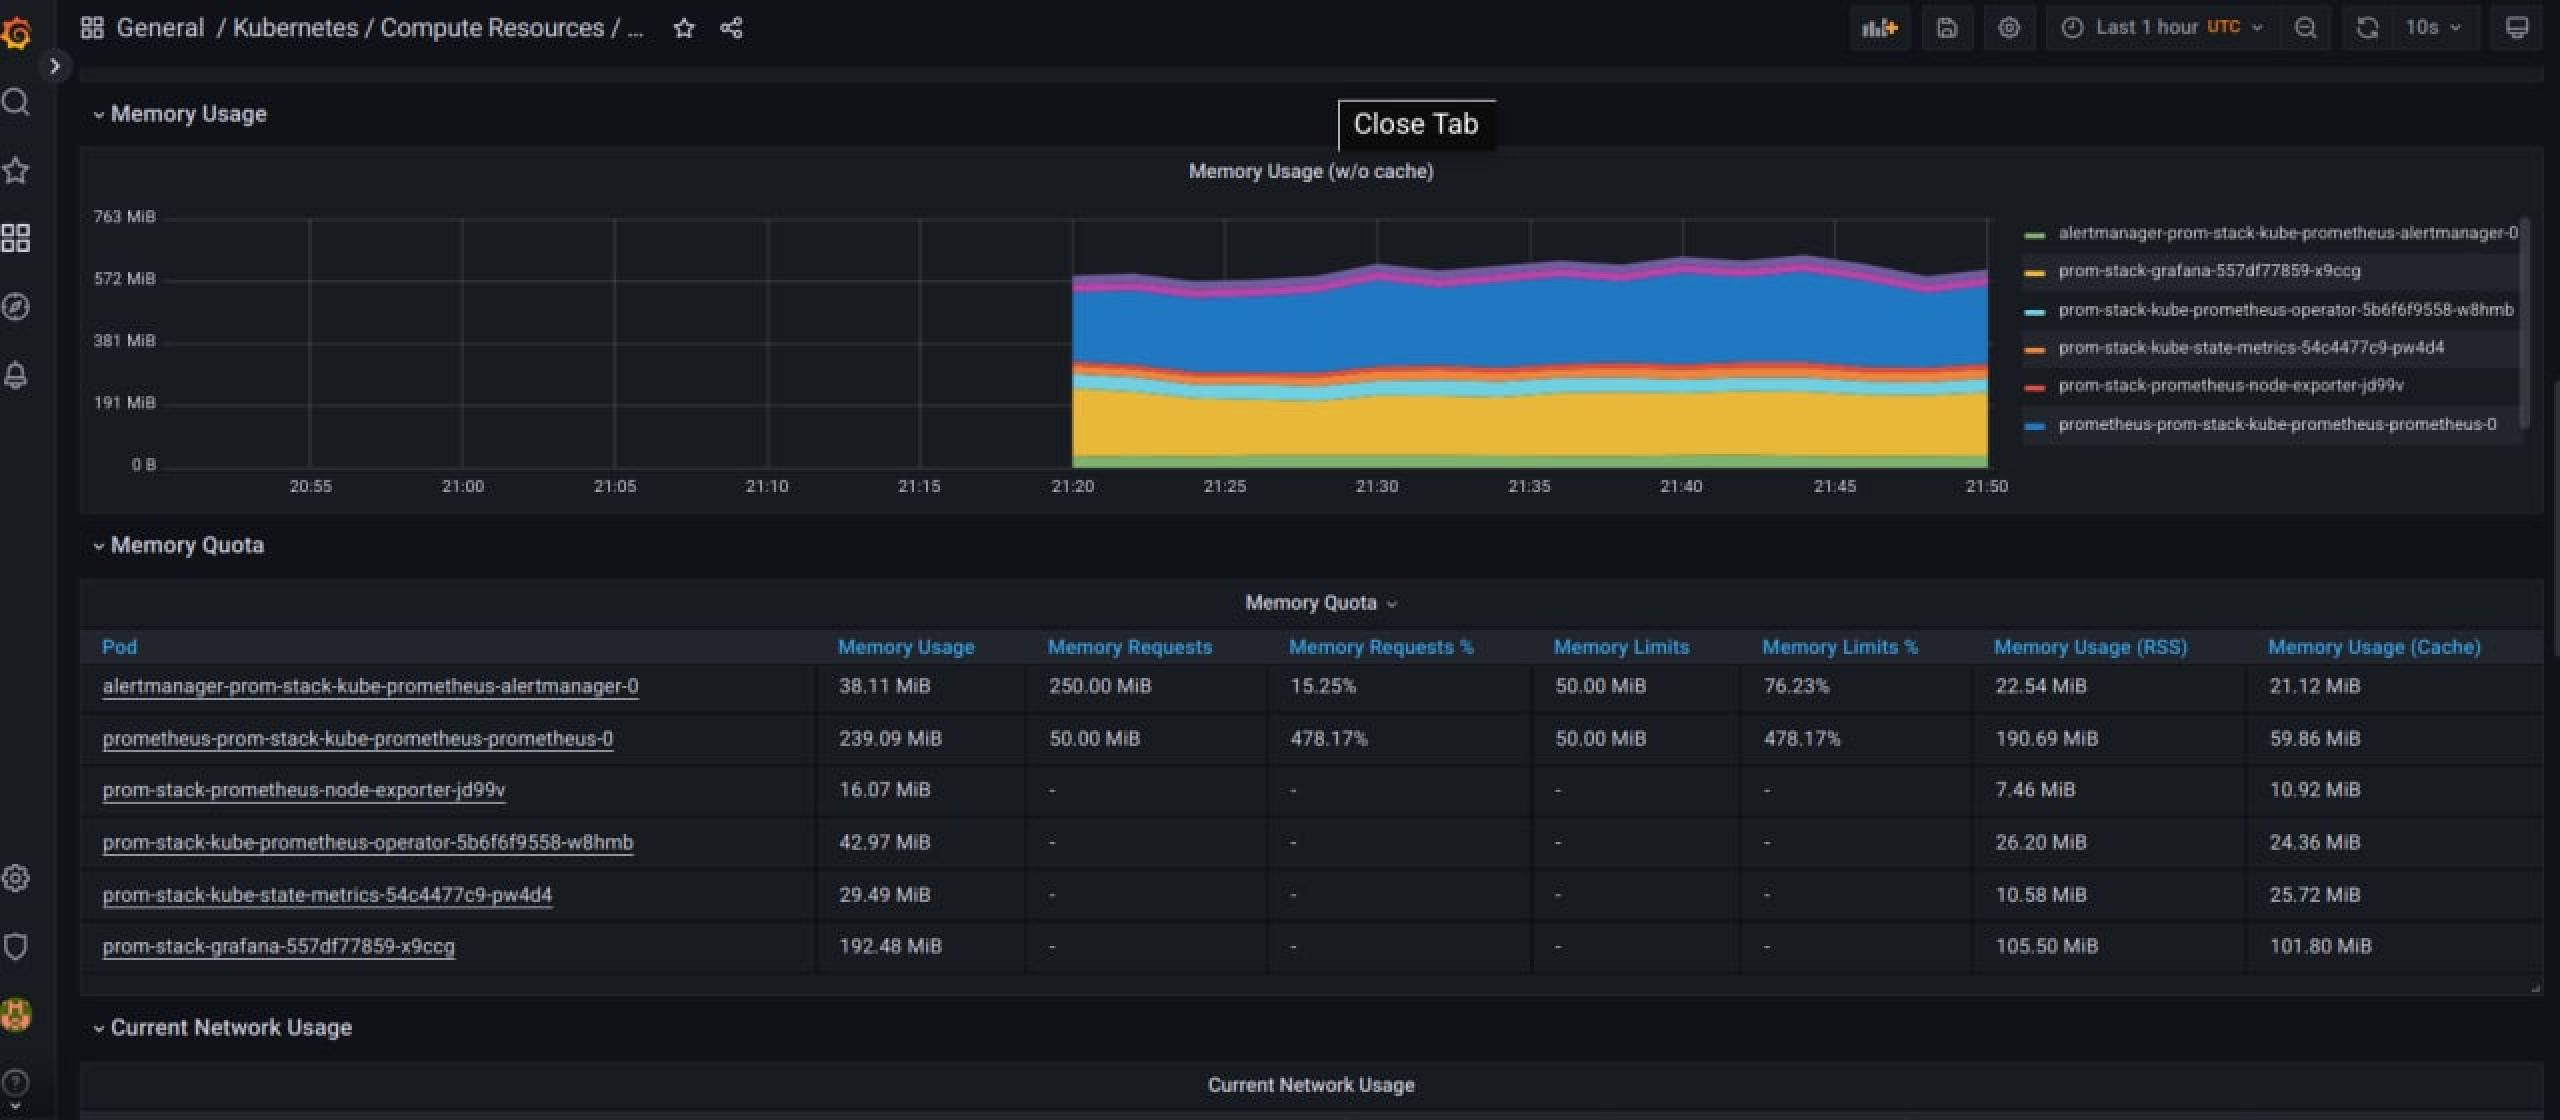 General / Kubernetes / Compute Resources / ...
Last 1 hour UTC
10s
Memory Usage
Close Tab
Memory Usage (w/o cache)
763 MiB
572 MiB
381 MiB
191 MiB
0 B
20:55 21:00 21:05 21:10 21:15 21:20 21:25 21:30 21:35 21:40 21:45 21:50
alertmanager-prom-stack-kube-prometheus-alertmanager-0
prom-stack-grafana-557df77859-x9ccg
prom-stack-kube-prometheus-operator-5b6f6f9558-w8hmb
prom-stack-kube-state-metrics-54c4477c9-pw4d4
prom-stack-prometheus-node-exporter-jd99v
prometheus-prom-stack-kube-prometheus-prometheus-0
Memory Quota
Memory Quota
Pod Memory Usage Memory Requests Memory Requests % Memory Limits Memory Limits % Memory Usage (RSS) Memory Usage (Cache)
alertmanager-prom-stack-kube-prometheus-alertmanager-0 38.11 MiB 250.00 MiB 15.25% 50.00 MiB 76.23% 22.54 MiB 21.12 MiB
prometheus-prom-stack-kube-prometheus-prometheus-0 239.09 MiB 50.00 MiB 478.17% 50.00 MiB 478.17% 190.69 MiB 59.86 MiB
prom-stack-prometheus-node-exporter-jd99v 16.07 MiB - - - - 7.46 MiB 10.92 MiB
prom-stack-kube-prometheus-operator-5b6f6f9558-w8hmb 42.97 MiB - - - - 26.20 MiB 24.36 MiB
prom-stack-kube-state-metrics-54c4477c9-pw4d4 29.49 MiB - - - - 10.58 MiB 25.72 MiB
prom-stack-grafana-557df77859-x9ccg 192.48 MiB - - - - 105.50 MiB 101.80 MiB
Current Network Usage
Current Network Usage